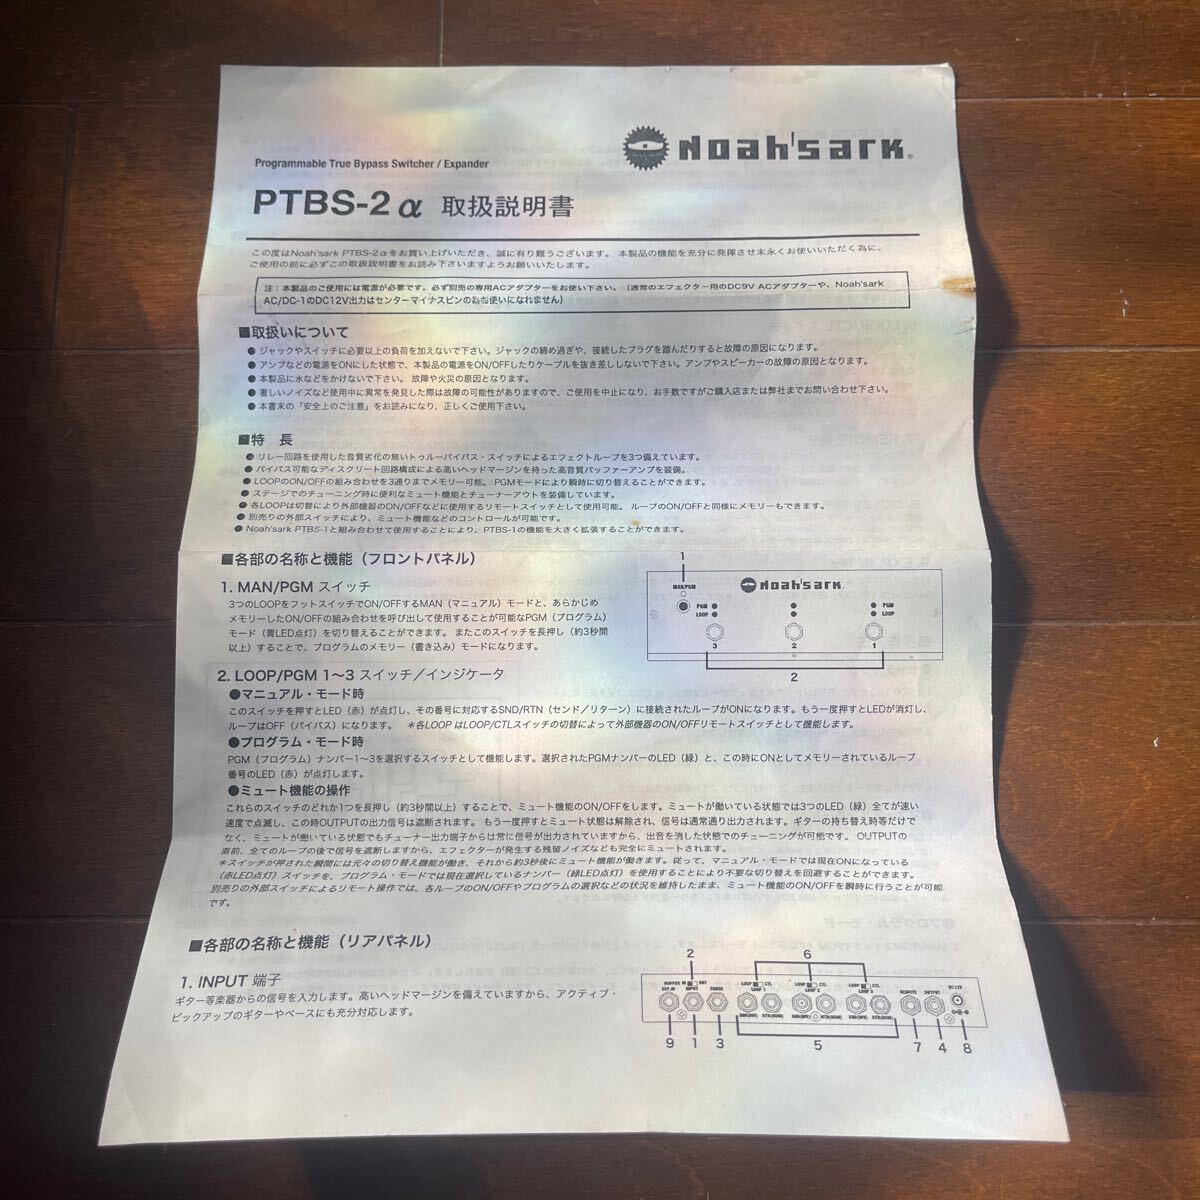 Noah'sark®
Programmable True Bypass Switcher / Expander
PTBS-2α 取扱説明書
この度はNoah'sark PTBS-2αをお買い上げいただき、誠に有り難うございます。 本製品の機能を充分に発揮させ末永くお使いいただく為に、
ご使用の前に必ずこの取扱説明書をお読み下さいますようお願いいたします。
注：本製品のご使用には電源が必要です。必ず別売の専用ACアダプターをお使い下さい。（通常のエフェクター用のDC9V ACアダプターや、Noah'sark
AC/DC-1のDC12V出力はセンターマイナスピンの為お使いになれません）
■取扱いについて
● ジャックやスイッチに必要以上の負荷を加えないで下さい。ジャックの締め過ぎや、接続したプラグを踏んだりすると故障の原因になります。
● アンプなどの電源をONにした状態で、本製品の電源をON/OFFしたりケーブルを抜き差ししないで下さい。アンプやスピーカーの故障の原因となります。
● 本製品に水などをかけないで下さい。 故障や火災の原因となります。
● 著しいノイズなど使用中に異常を発見した際は故障の可能性がありますので、ご使用を中止になり、お手数ですがご購入店または弊社までお問い合わせ下さい。
● 本書末の「安全上のご注意」をお読みになり、正しくご使用下さい。
■特 長
● リレー回路を使用した音質劣化の無いトゥルーバイパス・スイッチによるエフェクトループを3つ備えています。
● バイパス可能なディスクリート回路構成による高いヘッドマージンを持った高音質バッファーアンプを装備。
● LOOPのON/OFFの組み合わせを3通りまでメモリー可能。 PGMモードにより瞬時に切り替えることができます。
● ステージでのチューニング時に便利なミュート機能とチューナーアウトを装備しています。
● 各LOOPは切替により外部機器のON/OFFなどに使用するリモートスイッチとして使用可能。 ループのON/OFFと同様にメモリーもできます。
● 別売りの外部スイッチにより、ミュート機能などのコントロールが可能です。
● Noah'sark PTBS-1と組み合わせて使用することにより、PTBS-1の機能を大きく拡張することができます。
■各部の名称と機能（フロントパネル）
1. MAN/PGM スイッチ
3つのLOOPをフットスイッチでON/OFFするMAN（マニュアル）モードと、あらかじめ
メモリーしたON/OFFの組み合わせを呼び出して使用することが可能なPGM（プログラム）
モード（青LED点灯）を切り替えることができます。 またこのスイッチを長押し（約3秒間
以上）することで、プログラムのメモリー（書き込み）モードになります。
1
MAN/PGM
Noah'sark
PGM
LOOP
PGM
LOOP
3 2 1
2
2. LOOP/PGM 1〜3 スイッチ／インジケータ
●マニュアル・モード時
このスイッチを押すとLED（赤）が点灯し、その番号に対応するSND/RTN（センド／リターン）に接続されたループがONになります。もう一度押すとLEDが消灯し、
ループはOFF（バイパス）になります。 ＊各LOOP はLOOP/CTLスイッチの切替によって外部機器のON/OFFリモートスイッチとして機能します。
●プログラム・モード時
PGM（プログラム）ナンバー1〜3を選択するスイッチとして機能します。選択されたPGMナンバーのLED（緑）と、この時にONとしてメモリーされているループ
番号のLED（赤）が点灯します。
●ミュート機能の操作
これらのスイッチのどれか1つを長押し（約3秒間以上）することで、ミュート機能のON/OFFをします。ミュートが働いている状態では3つのLED（緑）全てが速い
速度で点滅し、この時OUTPUTの出力信号は遮断されます。 もう一度押すとミュート状態は解除され、信号は通常通り出力されます。ギターの持ち替え時等だけで
なく、ミュートが働いている状態でもチューナー出力端子からは常に信号が出力されていますから、出音を消した状態でのチューニングが可能です。 OUTPUTの
直前、全てのループの後で信号を遮断しますから、エフェクターが発生する残留ノイズなども完全にミュートされます。
＊スイッチが押された瞬間には元々の切り替え機能が働き、それから約3秒後にミュート機能が働きます。従って、マニュアル・モードでは現在ONになっている
（赤LED点灯）スイッチを、プログラム・モードでは現在選択しているナンバー（緑LED点灯）を使用することにより不要な切り替えを回避することができます。
別売りの外部スイッチによるリモート操作では、各ループのON/OFFやプログラムの選択などの状況を維持したまま、ミュート機能のON/OFFを瞬時に行うことが可能
です。
■各部の名称と機能（リアパネル）
1. INPUT 端子
ギター等楽器からの信号を入力します。高いヘッドマージンを備えていますから、アクティブ・
ピックアップのギターやベースにも充分対応します。
2 6
BUFFER IN OUT LOOP CTL LOOP CTL LOOP CTL
EXP.IN INPUT TUNER LOOP 1 LOOP 2 LOOP 3 REMOTE OUTPUT DC 12V
9 1 3 5 7 4 8